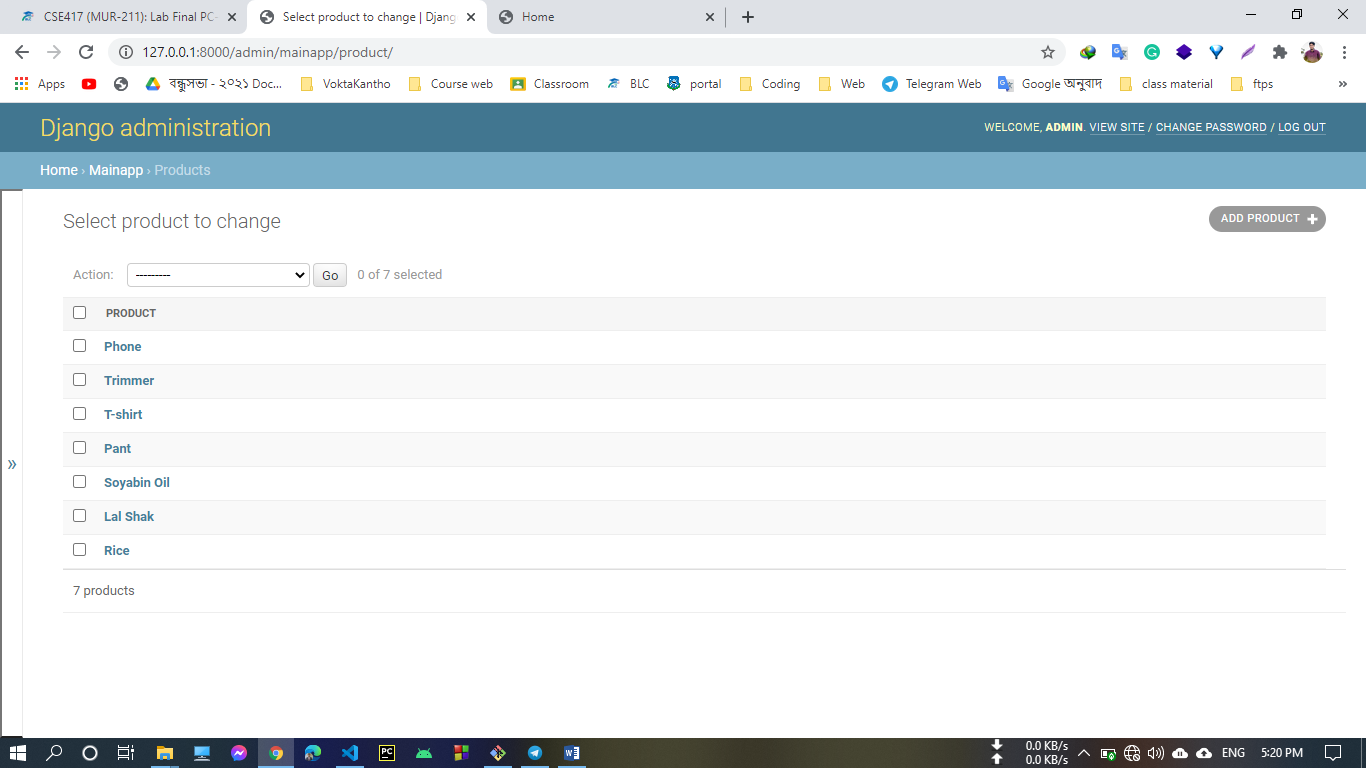 CSE417 (MUR-211): Lab Final PC-
Select product to change | Djang
Home
127.0.0.1:8000/admin/mainapp/product/
Apps
বন্ধুসভা - ২০২১ Doc...
VoktaKantho
Course web
Classroom
BLC
portal
Coding
Web
Telegram Web
Google অনুবাদ
class material
ftps
»
Django administration
WELCOME, ADMIN. VIEW SITE / CHANGE PASSWORD / LOG OUT
Home › Mainapp › Products
Select product to change
ADD PRODUCT +
Action: --------- Go 0 of 7 selected
PRODUCT
Phone
Trimmer
T-shirt
Pant
Soyabin Oil
»
Lal Shak
Rice
7 products
0.0 KB/s
0.0 KB/s
ENG
5:20 PM